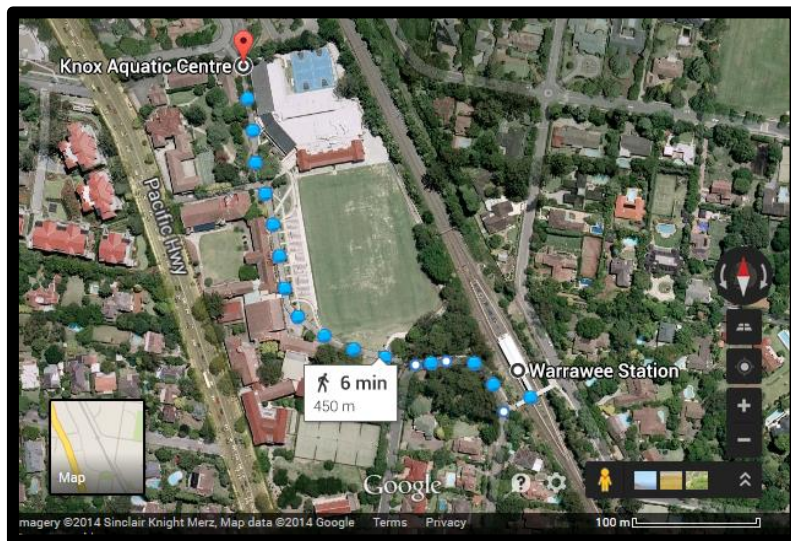 Knox Aquatic Centre
Pacific Hwy
Warrawee Station
6 min
450 m
Map
Google
magery ©2014 Sinclair Knight Merz, Map data ©2014 Google Terms Privacy 100 m